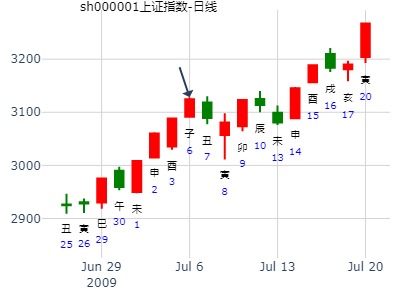 sh000001上证指数-日线
3200
3100
3000
2900
丑
25
寅
26
巳
29
午
30
未
1
申
2
酉
3
子
6
丑
7
寅
8
卯
9
辰
10
未
13
申
14
酉
15
戌
16
亥
17
寅
20
Jun 29
2009
Jul 6
Jul 13
Jul 20